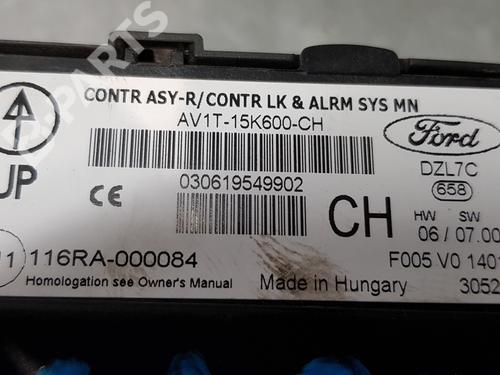 CONTR ASY-R/CONTR LK & ALRM SYS MN
AV1T-15K600-CH
Ford
UP
030619549902
DZL7C
658
CE
CH
HW SW
06 / 07.00
116RA-000084
F005 V0 1401
Homologation see Owner's Manual
Made in Hungary
3052